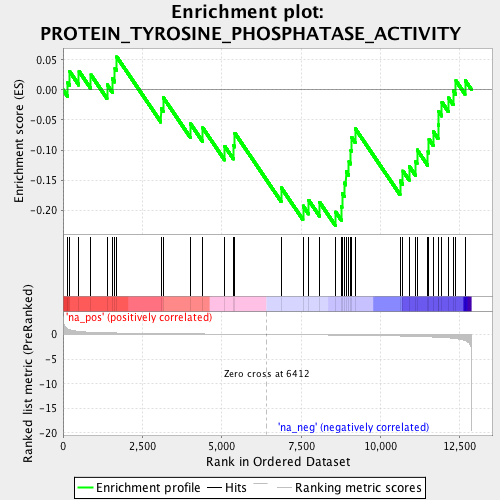 Enrichment plot:
PROTEIN_TYROSINE_PHOSPHATASE_ACTIVITY
Enrichment score (ES)
0.05
0.00
-0.05
-0.10
-0.15
-0.20
'na_pos' (positively correlated)
Ranked list metric (PreRanked)
0
-5
-10
-15
-20
Zero cross at 6412
'na_neg' (negatively correlated)
0
2,500
5,000
7,500
10,000
12,500
Rank in Ordered Dataset
Enrichment profile
Hits
Ranking metric scores